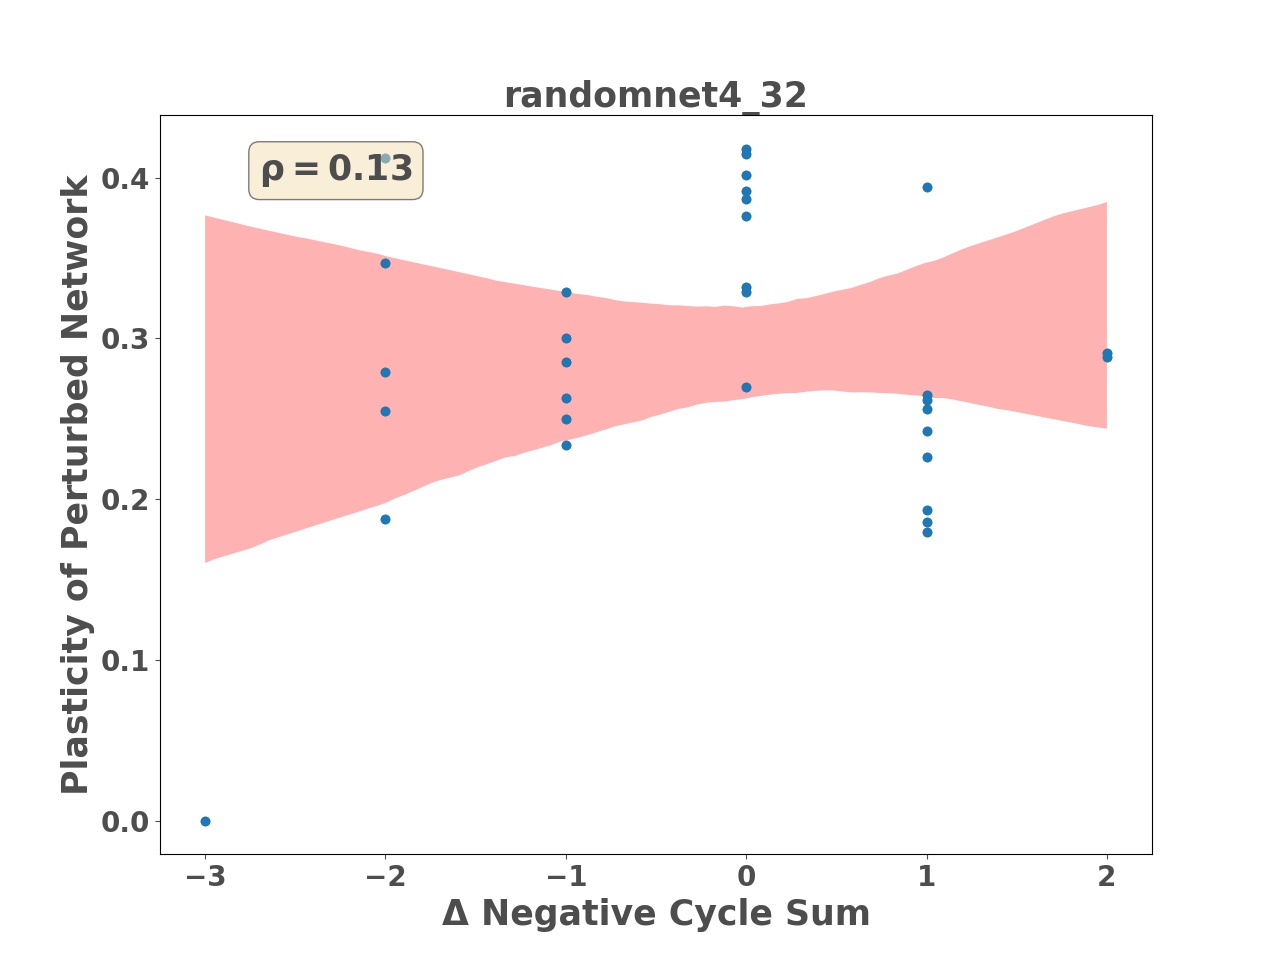 randomnet4_32
ρ = 0.13
Plasticity of Perturbed Network
0.4
0.3
0.2
0.1
0.0
−3 −2 −1 0 1 2
Δ Negative Cycle Sum